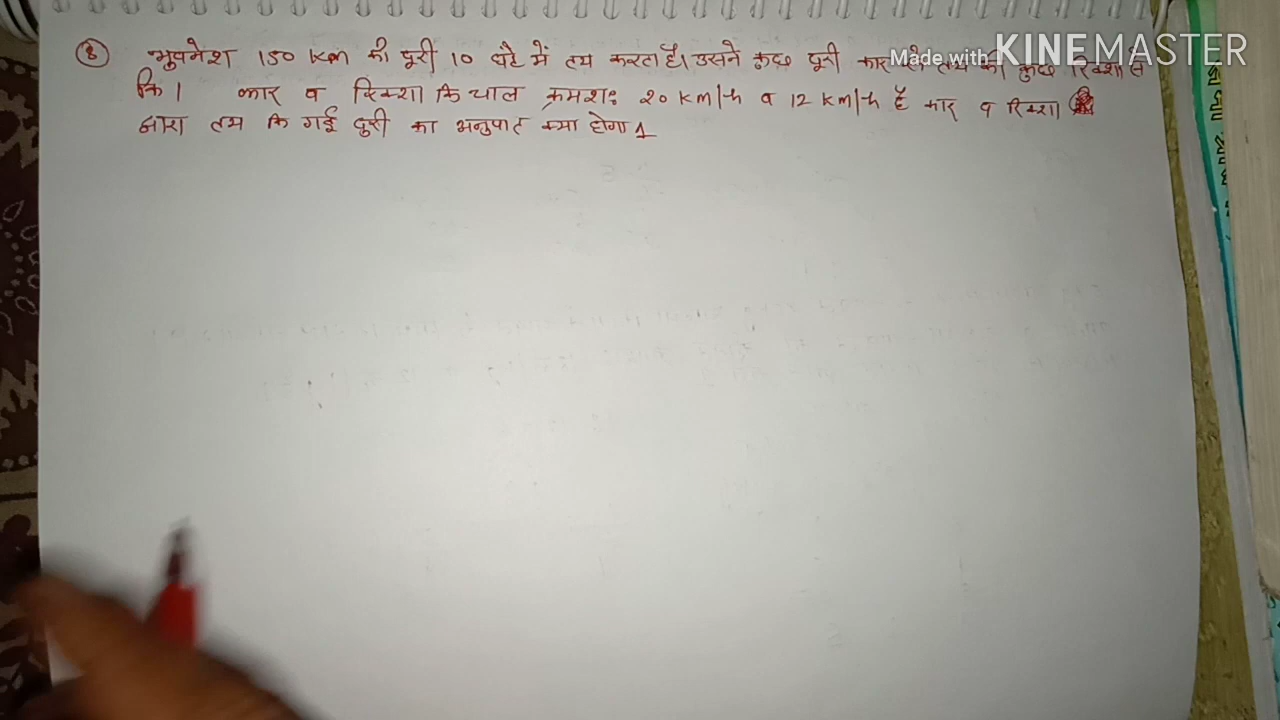 Made with KINEMASTER
③ भुवनेश 150 Km की दूरी 10 घंटे में तय करता है। उसने कुछ दूरी कार से तय की कुछ रिक्शा से
कि। कार व रिक्शा कि चाल क्रमशः 20 Km/h व 12 Km/h है कार व रिक्शा
द्वारा तय कि गई दुरी का अनुपात क्या होगा